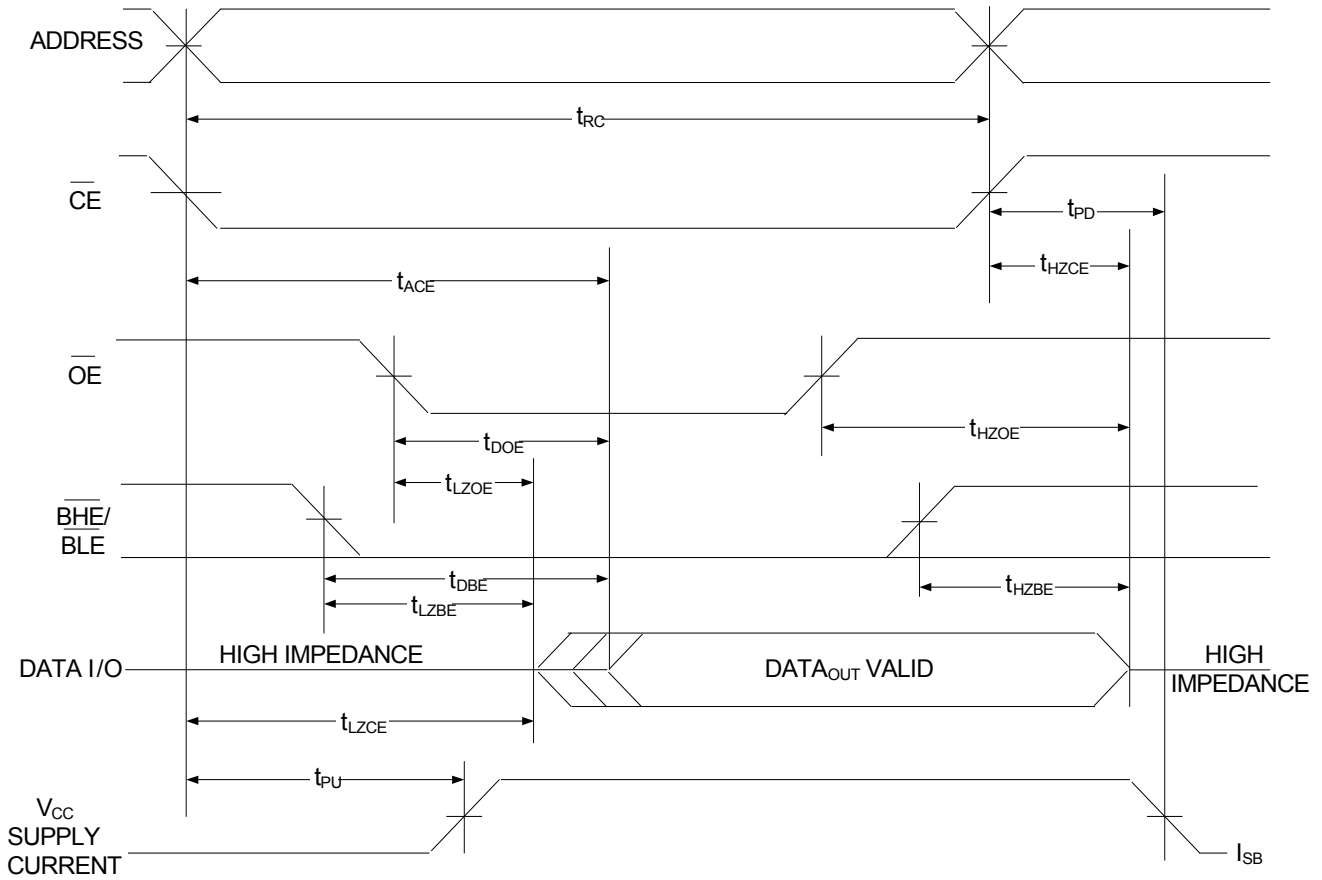 ADDRESS
tRC
CE
tPD
tHZCE
tACE
OE
tHZOE
tDOE
tLZOE
BHE/
BLE
tDBE
tHZBE
tLZBE
DATA I/O
HIGH IMPEDANCE
DATAOUT VALID
HIGH
IMPEDANCE
tLZCE
tPU
VCC
SUPPLY
CURRENT
ISB